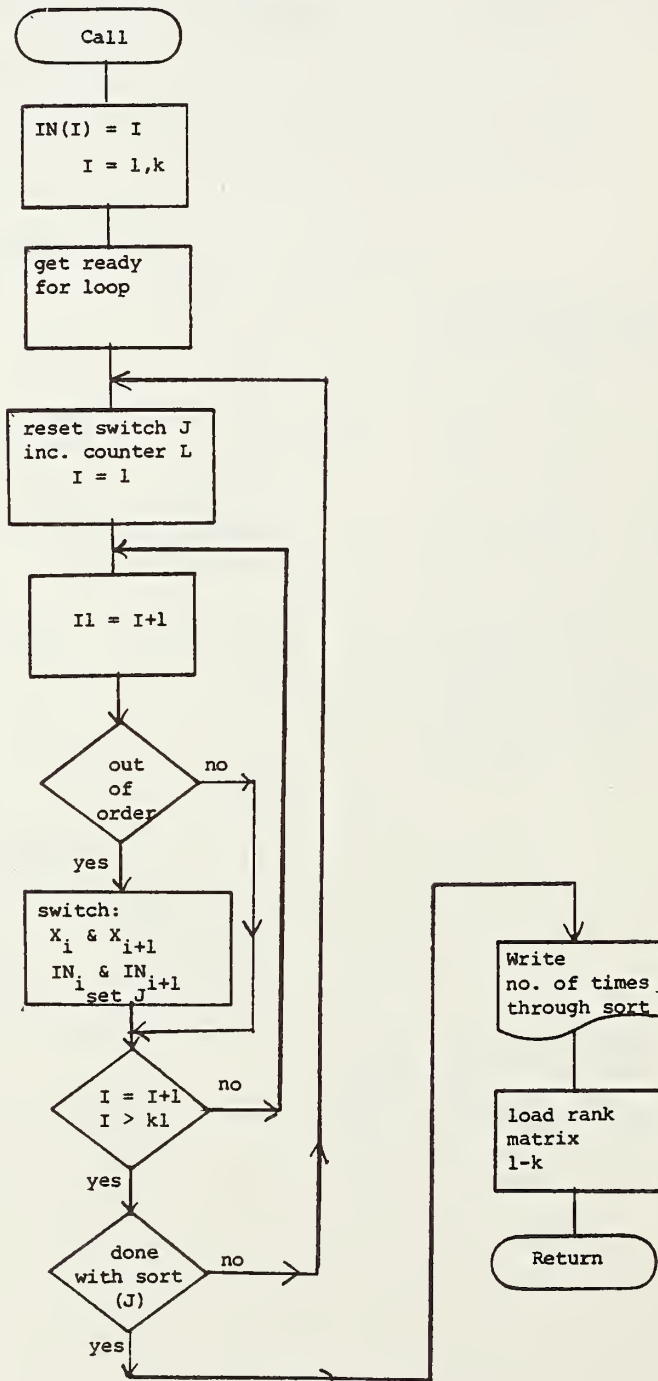 Call
IN(I) = I
I = 1,k
get ready
for loop
reset switch J
inc. counter L
I = 1
I1 = I+1
out
of
order
no
yes
switch:
X_i & X_{i+1}
IN_i & IN_{i+1}
set J
I = I+1
I > k1
no
yes
done
with sort
(J)
no
yes
Write
no. of times
through sort
load rank
matrix
1-k
Return